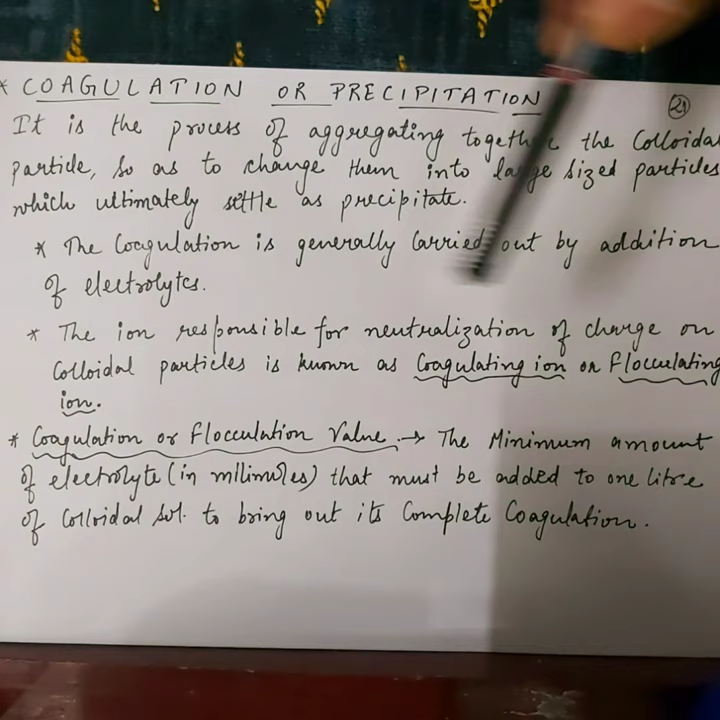 * COAGULATION OR PRECIPITATION
21
It is the process of aggregating together the Colloidal
particle, so as to change them into large sized particles
which ultimately settle as precipitate.
* The Coagulation is generally Carried out by addition
of electrolytes.
* The ion responsible for neutralization of charge on
Colloidal particles is known as Coagulating ion or Flocculating
ion.
* Coagulation or Flocculation Value → The Minimum amount
of electrolyte (in millimoles) that must be added to one litre
of Colloidal Sol. to bring out its Complete Coagulation.